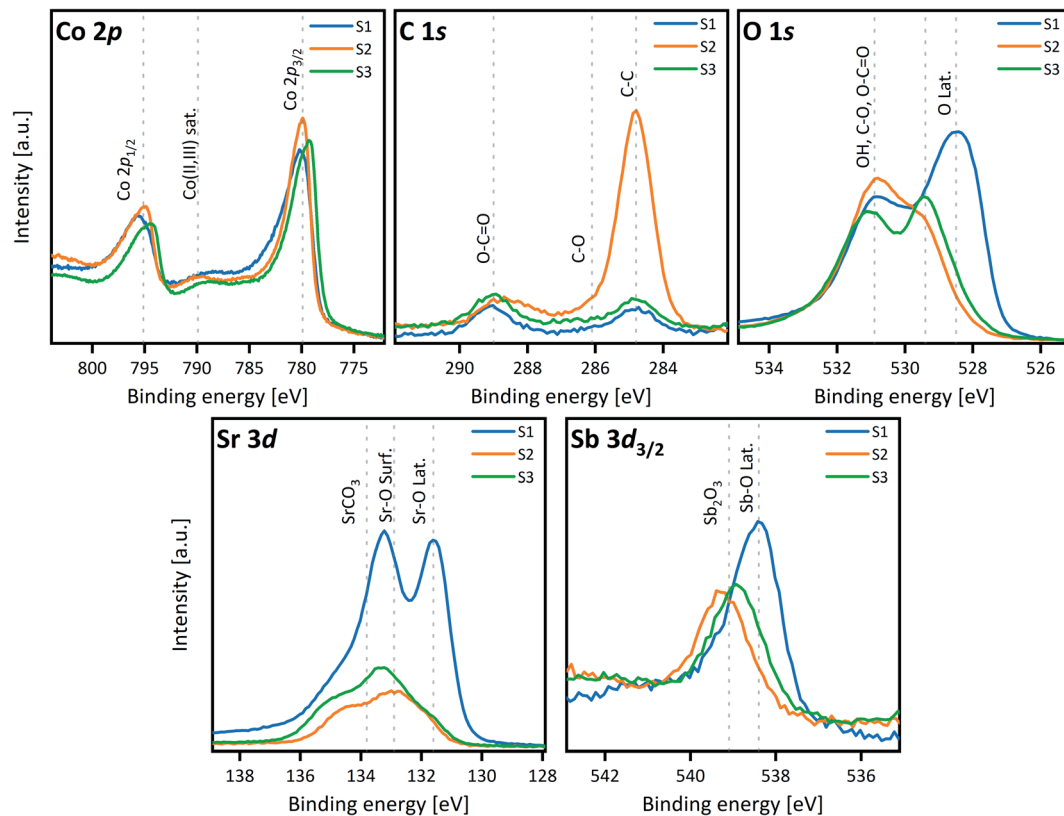 Co 2p
S1
S2
S3
Co 2p1/2
Co(II,III) sat.
Co 2p3/2
Intensity [a.u.]
800 795 790 785 780 775
Binding energy [eV]
C 1s
S1
S2
S3
O-C=O
C-O
C-C
290 288 286 284
Binding energy [eV]
O 1s
S1
S2
S3
OH, C-O, O-C=O
O Lat.
534 532 530 528 526
Binding energy [eV]
Sr 3d
S1
S2
S3
SrCO3
Sr-O Surf.
Sr-O Lat.
Intensity [a.u.]
138 136 134 132 130 128
Binding energy [eV]
Sb 3d3/2
S1
S2
S3
Sb2O3
Sb-O Lat.
542 540 538 536
Binding energy [eV]